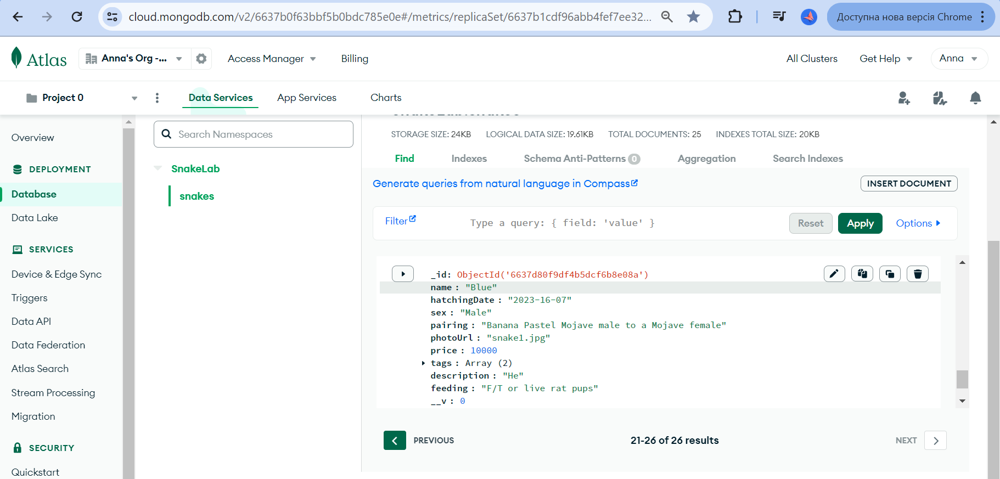 cloud.mongodb.com/v2/6637b0f63bbf5b0bdc785e0e#/metrics/replicaSet/6637b1cdf96abb4fef7ee32...
Доступна нова версія Chrome
Atlas
Anna's Org -...
Access Manager
Billing
All Clusters
Get Help
Anna
Project 0
Data Services
App Services
Charts
Overview
DEPLOYMENT
Database
Data Lake
SERVICES
Device & Edge Sync
Triggers
Data API
Data Federation
Atlas Search
Stream Processing
Migration
SECURITY
Quickstart
Search Namespaces
SnakeLab
snakes
STORAGE SIZE: 24KB LOGICAL DATA SIZE: 19.61KB TOTAL DOCUMENTS: 25 INDEXES TOTAL SIZE: 20KB
Find Indexes Schema Anti-Patterns 0 Aggregation Search Indexes
Generate queries from natural language in Compass
INSERT DOCUMENT
Filter
Type a query: { field: 'value' }
Reset
Apply
Options
_id: ObjectId('6637d80f9df4b5dcf6b8e08a')
name : "Blue"
hatchingDate : "2023-16-07"
sex : "Male"
pairing : "Banana Pastel Mojave male to a Mojave female"
photoUrl : "snake1.jpg"
price : 10000
tags : Array (2)
description : "He"
feeding : "F/T or live rat pups"
__v : 0
PREVIOUS
21-26 of 26 results
NEXT